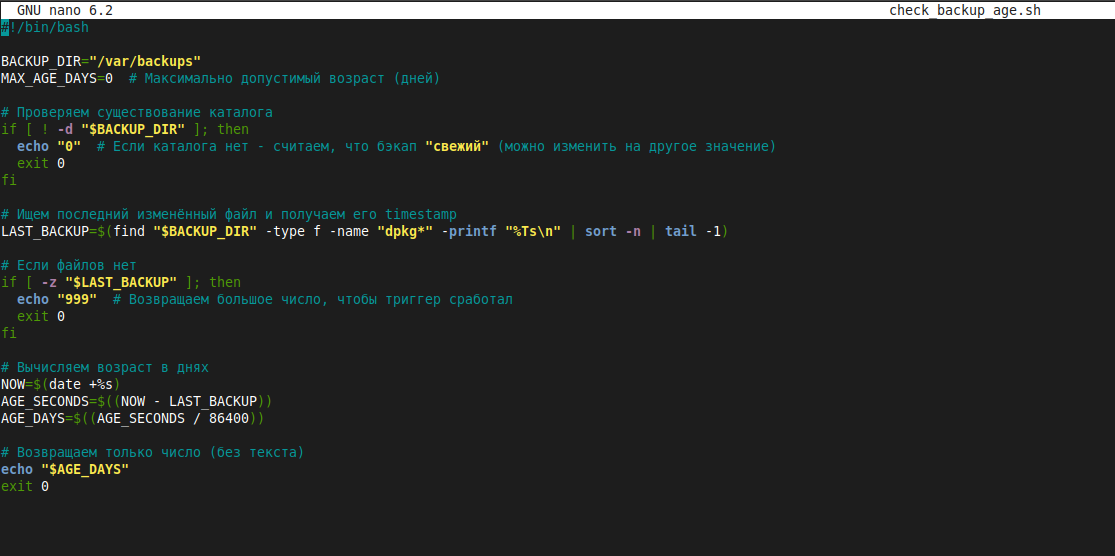 GNU nano 6.2 check_backup_age.sh
#!/bin/bash
BACKUP_DIR="/var/backups"
MAX_AGE_DAYS=0  # Максимально допустимый возраст (дней)
# Проверяем существование каталога
if [ ! -d "$BACKUP_DIR" ]; then
  echo "0"  # Если каталога нет - считаем, что бэкап "свежий" (можно изменить на другое значение)
  exit 0
fi
# Ищем последний изменённый файл и получаем его timestamp
LAST_BACKUP=$(find "$BACKUP_DIR" -type f -name "dpkg*" -printf "%Ts\n" | sort -n | tail -1)
# Если файлов нет
if [ -z "$LAST_BACKUP" ]; then
  echo "999"  # Возвращаем большое число, чтобы триггер сработал
  exit 0
fi
# Вычисляем возраст в днях
NOW=$(date +%s)
AGE_SECONDS=$((NOW - LAST_BACKUP))
AGE_DAYS=$((AGE_SECONDS / 86400))
# Возвращаем только число (без текста)
echo "$AGE_DAYS"
exit 0